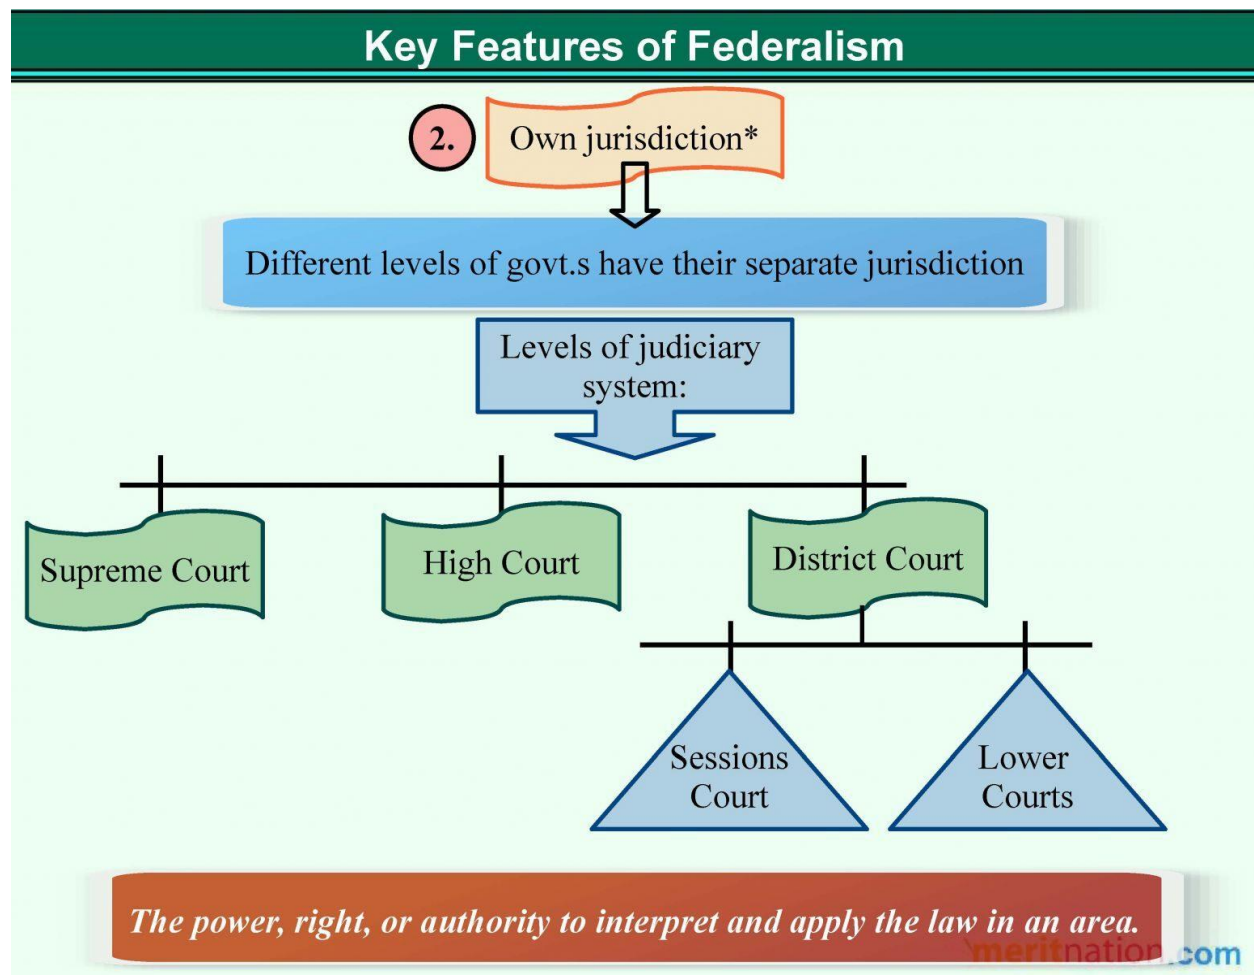 Key Features of Federalism
2.
Own jurisdiction*
Different levels of govt.s have their separate jurisdiction
Levels of judiciary
system:
Supreme Court
High Court
District Court
Sessions
Court
Lower
Courts
The power, right, or authority to interpret and apply the law in an area.
meritnation.com